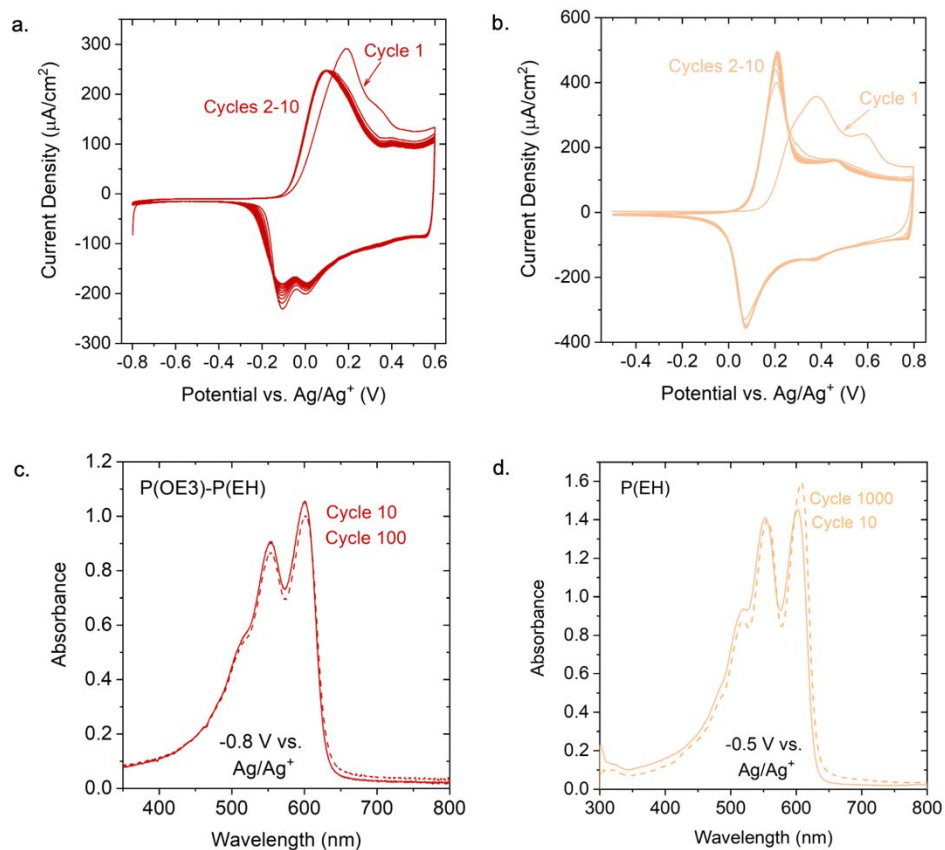 a.
300
200
100
0
-100
-200
-300
Current Density (μA/cm²)
Cycle 1
Cycles 2-10
-0.8 -0.6 -0.4 -0.2 0.0 0.2 0.4 0.6
Potential vs. Ag/Ag⁺ (V)
b.
600
400
200
0
-200
-400
Current Density (μA/cm²)
Cycles 2-10
Cycle 1
-0.4 -0.2 0.0 0.2 0.4 0.6 0.8
Potential vs. Ag/Ag⁺ (V)
c.
1.2
1.0
0.8
0.6
0.4
0.2
0.0
Absorbance
P(OE3)-P(EH)
Cycle 10
Cycle 100
-0.8 V vs.
Ag/Ag⁺
400 500 600 700 800
Wavelength (nm)
d.
1.6
1.4
1.2
1.0
0.8
0.6
0.4
0.2
0.0
Absorbance
P(EH)
Cycle 1000
Cycle 10
-0.5 V vs.
Ag/Ag⁺
300 400 500 600 700 800
Wavelength (nm)